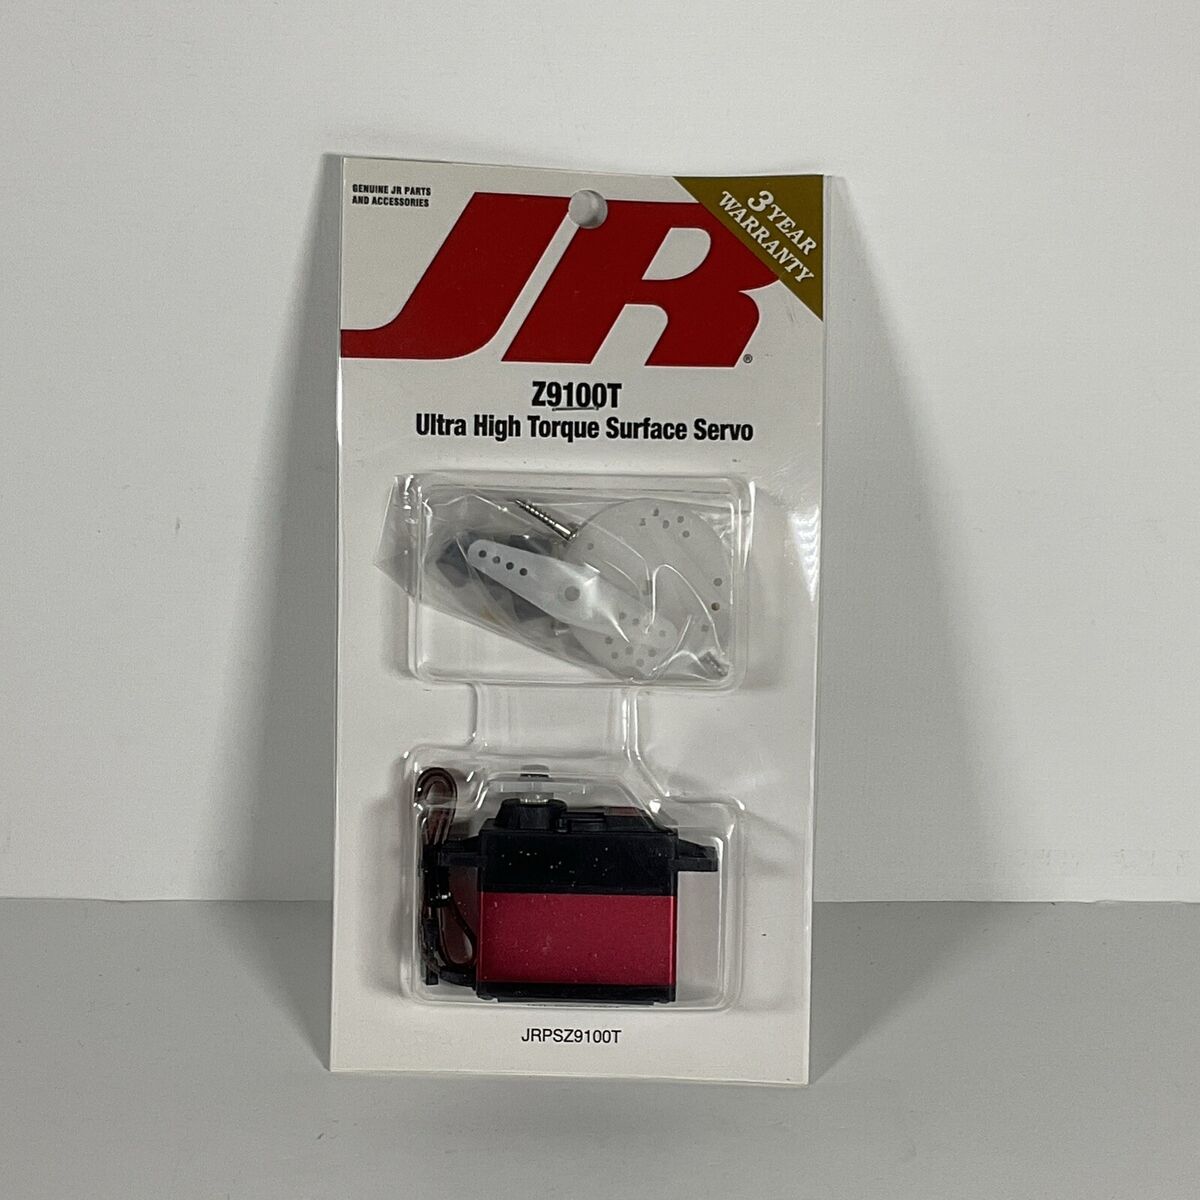 GENUINE JR PARTS
AND ACCESSORIES
3 YEAR
WARRANTY
JR®
Z9100T
Ultra High Torque Surface Servo
JRPSZ9100T